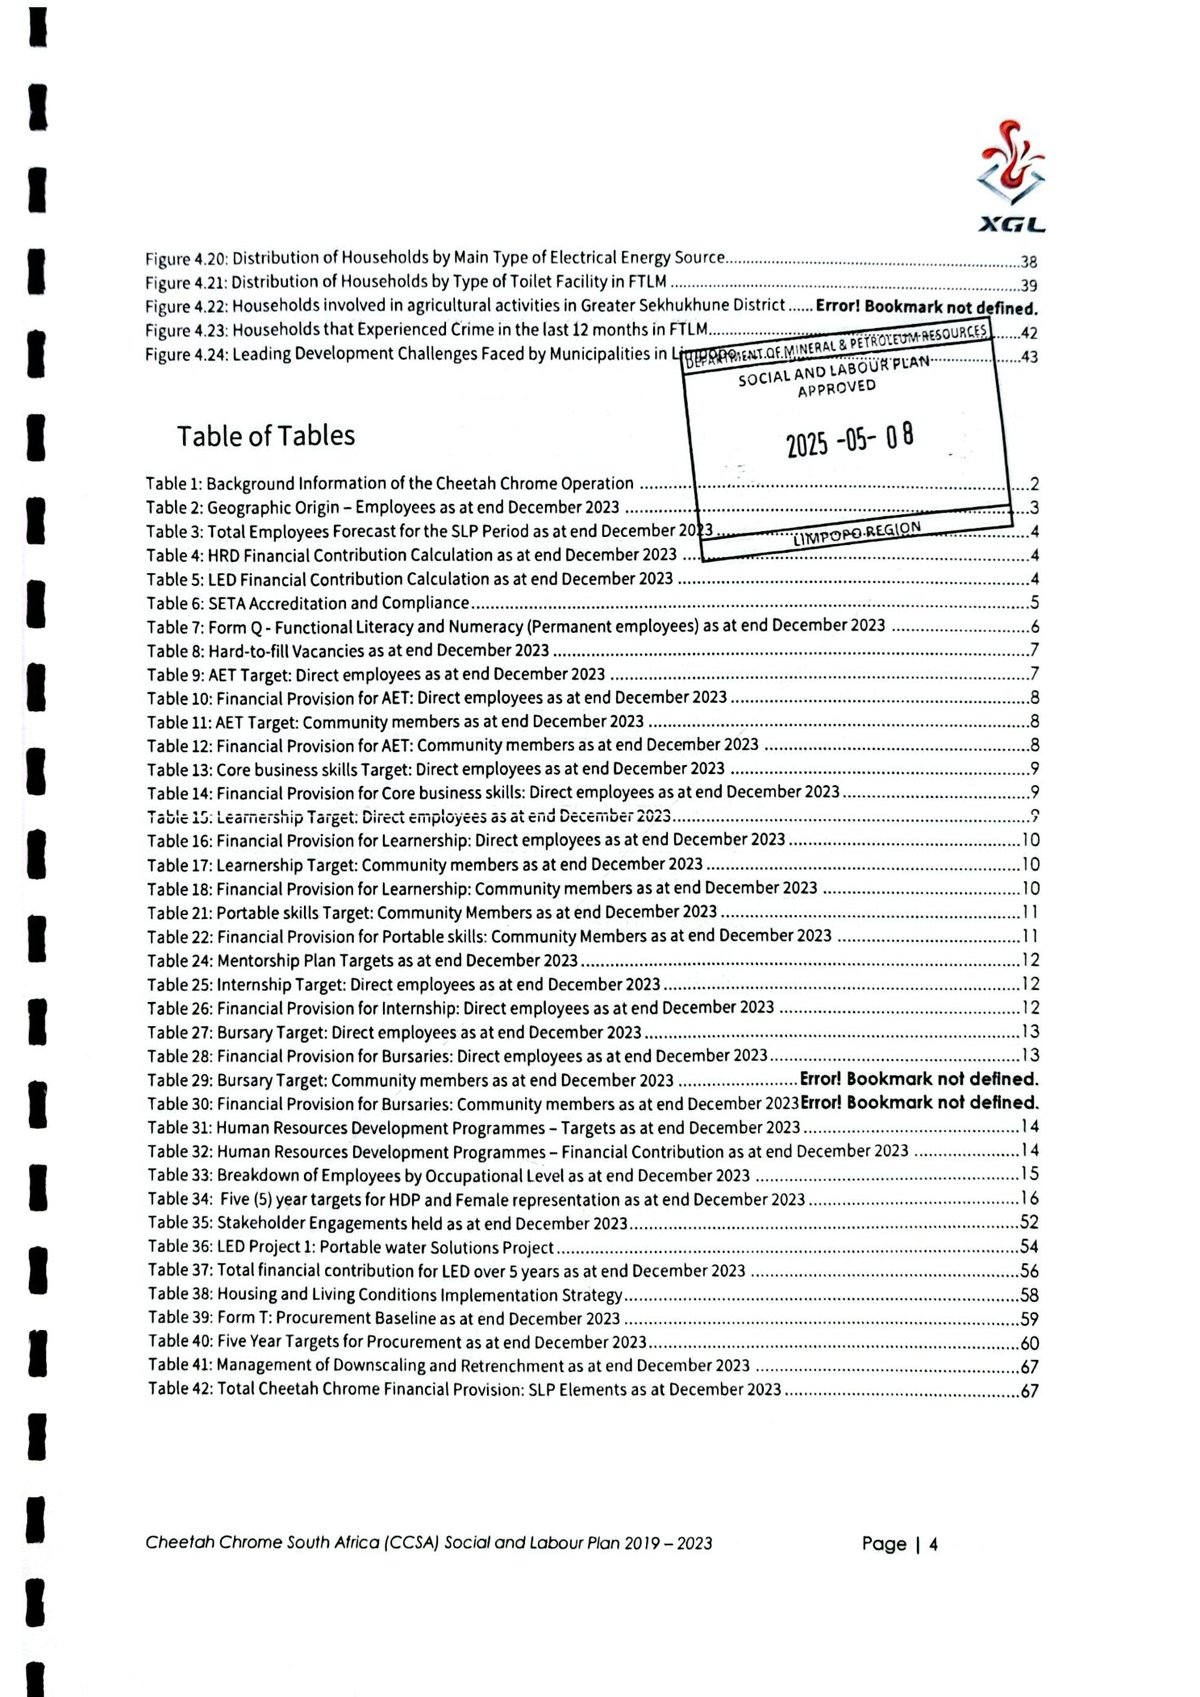 XGL
Figure 4.20: Distribution of Households by Main Type of Electrical Energy Source.....38
Figure 4.21: Distribution of Households by Type of Toilet Facility in FTLM.....39
Figure 4.22: Households involved in agricultural activities in Greater Sekhukhune District......Error! Bookmark not defined.
Figure 4.23: Households that Experienced Crime in the last 12 months in FTLM.....42
Figure 4.24: Leading Development Challenges Faced by Municipalities in.....43
DEPARTMENT OF MINERAL & PETROLEUM RESOURCES
SOCIAL AND LABOUR PLAN
APPROVED
2025 -05- 08
LIMPOPO REGION
Table of Tables
Table 1: Background Information of the Cheetah Chrome Operation.....2
Table 2: Geographic Origin – Employees as at end December 2023.....3
Table 3: Total Employees Forecast for the SLP Period as at end December 2023.....4
Table 4: HRD Financial Contribution Calculation as at end December 2023.....4
Table 5: LED Financial Contribution Calculation as at end December 2023.....4
Table 6: SETA Accreditation and Compliance.....5
Table 7: Form Q - Functional Literacy and Numeracy (Permanent employees) as at end December 2023.....6
Table 8: Hard-to-fill Vacancies as at end December 2023.....7
Table 9: AET Target: Direct employees as at end December 2023.....7
Table 10: Financial Provision for AET: Direct employees as at end December 2023.....8
Table 11: AET Target: Community members as at end December 2023.....8
Table 12: Financial Provision for AET: Community members as at end December 2023.....8
Table 13: Core business skills Target: Direct employees as at end December 2023.....9
Table 14: Financial Provision for Core business skills: Direct employees as at end December 2023.....9
Table 15: Learnership Target: Direct employees as at end December 2023.....9
Table 16: Financial Provision for Learnership: Direct employees as at end December 2023.....10
Table 17: Learnership Target: Community members as at end December 2023.....10
Table 18: Financial Provision for Learnership: Community members as at end December 2023.....10
Table 21: Portable skills Target: Community Members as at end December 2023.....11
Table 22: Financial Provision for Portable skills: Community Members as at end December 2023.....11
Table 24: Mentorship Plan Targets as at end December 2023.....12
Table 25: Internship Target: Direct employees as at end December 2023.....12
Table 26: Financial Provision for Internship: Direct employees as at end December 2023.....12
Table 27: Bursary Target: Direct employees as at end December 2023.....13
Table 28: Financial Provision for Bursaries: Direct employees as at end December 2023.....13
Table 29: Bursary Target: Community members as at end December 2023.....Error! Bookmark not defined.
Table 30: Financial Provision for Bursaries: Community members as at end December 2023Error! Bookmark not defined.
Table 31: Human Resources Development Programmes – Targets as at end December 2023.....14
Table 32: Human Resources Development Programmes – Financial Contribution as at end December 2023.....14
Table 33: Breakdown of Employees by Occupational Level as at end December 2023.....15
Table 34: Five (5) year targets for HDP and Female representation as at end December 2023.....16
Table 35: Stakeholder Engagements held as at end December 2023.....52
Table 36: LED Project 1: Portable water Solutions Project.....54
Table 37: Total financial contribution for LED over 5 years as at end December 2023.....56
Table 38: Housing and Living Conditions Implementation Strategy.....58
Table 39: Form T: Procurement Baseline as at end December 2023.....59
Table 40: Five Year Targets for Procurement as at end December 2023.....60
Table 41: Management of Downscaling and Retrenchment as at end December 2023.....67
Table 42: Total Cheetah Chrome Financial Provision: SLP Elements as at December 2023.....67
Cheetah Chrome South Africa (CCSA) Social and Labour Plan 2019 – 2023 Page | 4